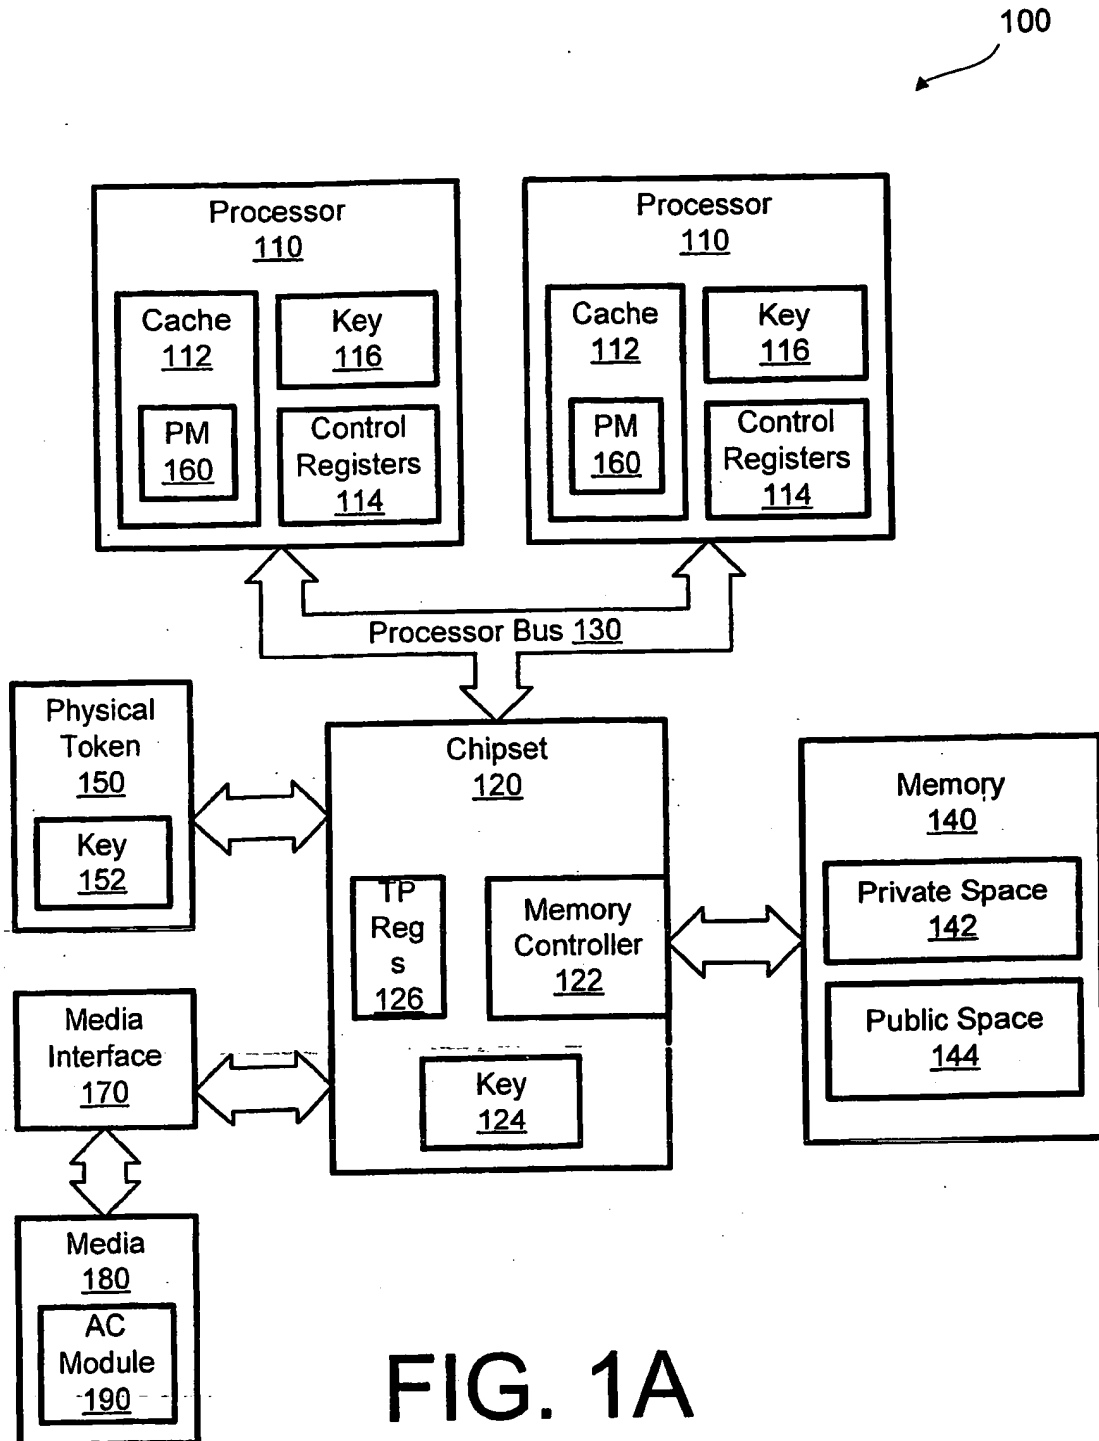 100
Processor
110
Cache
112
PM
160
Key
116
Control
Registers
114
Processor
110
Cache
112
PM
160
Key
116
Control
Registers
114
Processor Bus 130
Physical
Token
150
Key
152
Chipset
120
TP
Reg
s
126
Memory
Controller
122
Key
124
Memory
140
Private Space
142
Public Space
144
Media
Interface
170
Media
180
AC
Module
190
FIG. 1A